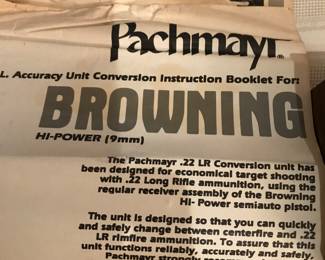 Pachmayr®
L. Accuracy Unit Conversion Instruction Booklet For:
BROWNING
HI-POWER (9mm)
The Pachmayr .22 LR Conversion unit has
been designed for economical target shooting
with .22 Long Rifle ammunition, using the
regular receiver assembly of the Browning
Hi- Power semiauto pistol.
The unit is designed so that you can quickly
and safely change between centerfire and .22
LR rimfire ammunition. To assure that this
unit functions reliably, accurately and safely,
Pachmayr strongly